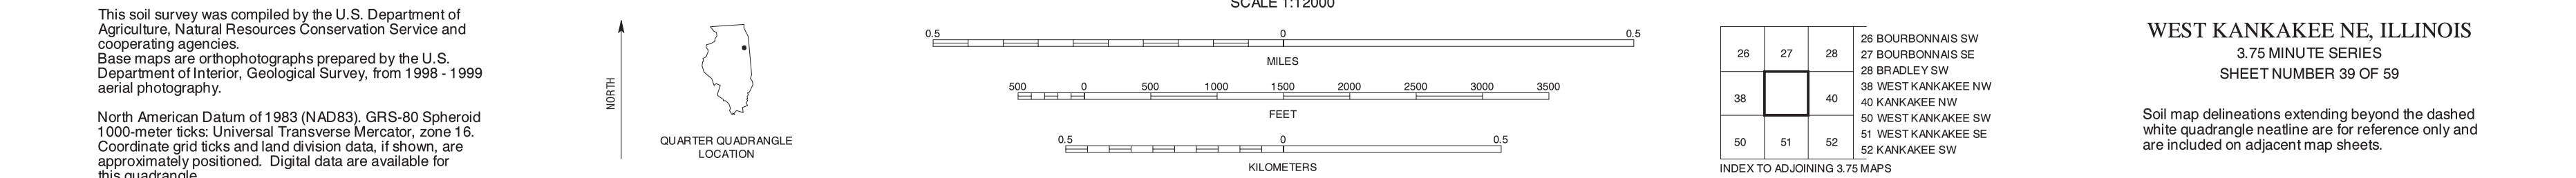 This soil survey was compiled by the U.S. Department of
Agriculture, Natural Resources Conservation Service and
cooperating agencies.
Base maps are orthophotographs prepared by the U.S.
Department of Interior, Geological Survey, from 1998 - 1999
aerial photography.
North American Datum of 1983 (NAD83). GRS-80 Spheroid
1000-meter ticks: Universal Transverse Mercator, zone 16.
Coordinate grid ticks and land division data, if shown, are
approximately positioned. Digital data are available for
this quadrangle.
NORTH
QUARTER QUADRANGLE
LOCATION
SCALE 1:12000
0.5 0 0.5
MILES
500 0 500 1000 1500 2000 2500 3000 3500
FEET
0.5 0 0.5
KILOMETERS
26 27 28
38 40
50 51 52
26 BOURBONNAIS SW
27 BOURBONNAIS SE
28 BRADLEY SW
38 WEST KANKAKEE NW
40 KANKAKEE NW
50 WEST KANKAKEE SW
51 WEST KANKAKEE SE
52 KANKAKEE SW
INDEX TO ADJOINING 3.75 MAPS
WEST KANKAKEE NE, ILLINOIS
3.75 MINUTE SERIES
SHEET NUMBER 39 OF 59
Soil map delineations extending beyond the dashed
white quadrangle neatline are for reference only and
are included on adjacent map sheets.